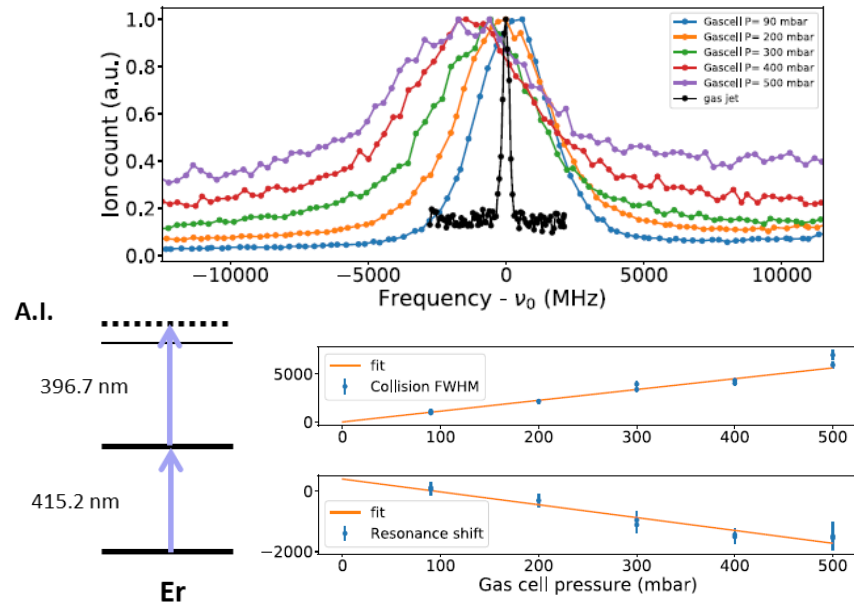 1.0
0.8
0.6
0.4
0.2
0.0
Ion count (a.u.)
Gascell P= 90 mbar
Gascell P= 200 mbar
Gascell P= 300 mbar
Gascell P= 400 mbar
Gascell P= 500 mbar
gas jet
−10000 −5000 0 5000 10000
Frequency - ν₀ (MHz)
A.I.
396.7 nm
415.2 nm
Er
5000
0
fit
Collision FWHM
0 100 200 300 400 500
0
−2000
fit
Resonance shift
0 100 200 300 400 500
Gas cell pressure (mbar)